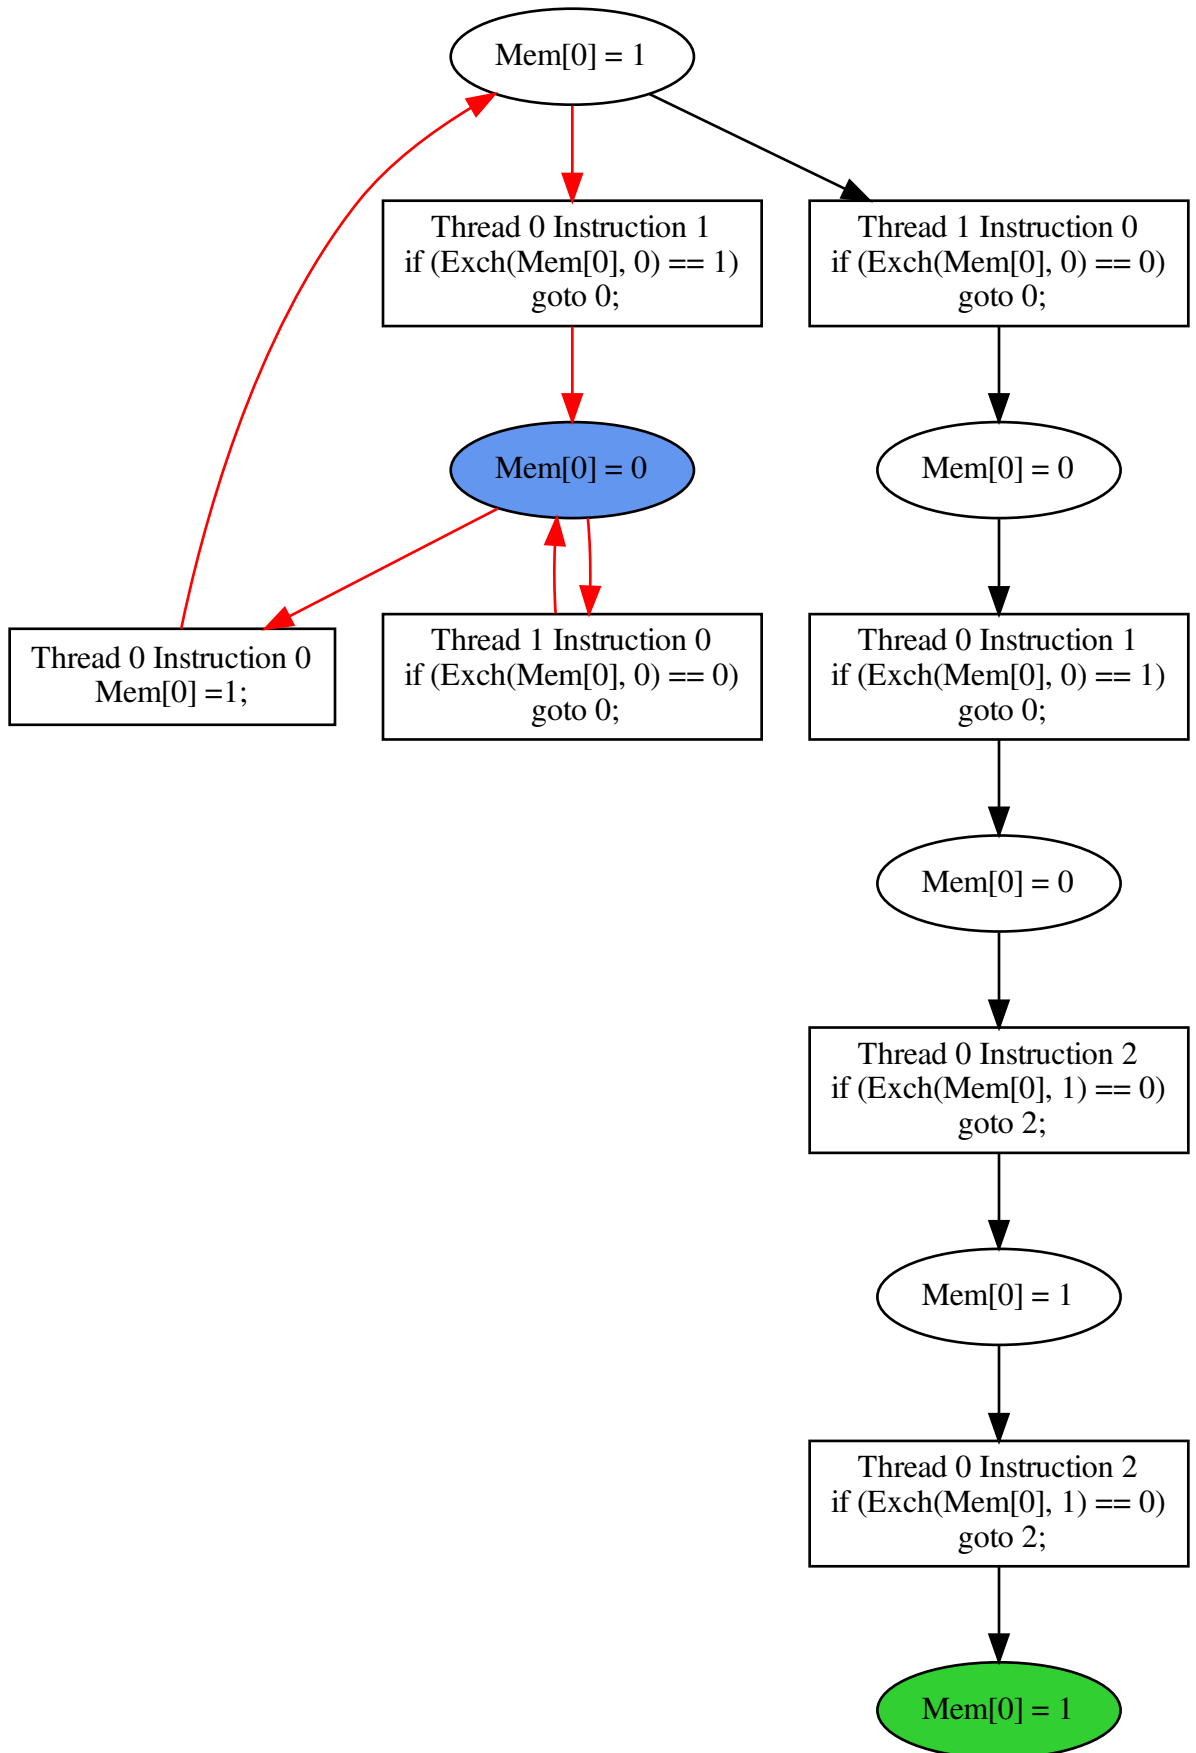 Mem[0] = 1
Thread 0 Instruction 1
if (Exch(Mem[0], 0) == 1)
goto 0;
Thread 1 Instruction 0
if (Exch(Mem[0], 0) == 0)
goto 0;
Mem[0] = 0
Mem[0] = 0
Thread 0 Instruction 0
Mem[0] =1;
Thread 1 Instruction 0
if (Exch(Mem[0], 0) == 0)
goto 0;
Thread 0 Instruction 1
if (Exch(Mem[0], 0) == 1)
goto 0;
Mem[0] = 0
Thread 0 Instruction 2
if (Exch(Mem[0], 1) == 0)
goto 2;
Mem[0] = 1
Thread 0 Instruction 2
if (Exch(Mem[0], 1) == 0)
goto 2;
Mem[0] = 1